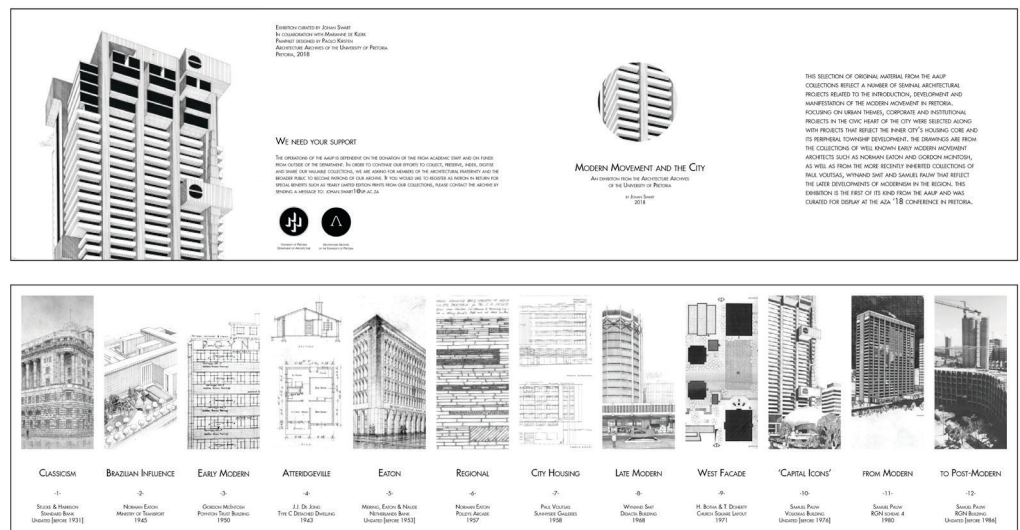 Exhibition curated by Johan Swart
In collaboration with Marianne de Klerk
Pamphlet designed by Paolo Kirsten
Architecture Archives of the University of Pretoria
Pretoria, 2018
We need your support
The operations of the AAUP is dependent on the donation of time from academic staff and on funds
from outside of the department. In order to continue our efforts to collect, preserve, index, digitise
and share our valuable collections, we are asking for members of the architectural fraternity and the
broader public to become patrons of our archive. If you would like to register as patron in return for
special benefits such as yearly limited edition prints from our collections, please contact the archive by
sending a message to: johan.swart1@up.ac.za
University of Pretoria
Department of Architecture
Architecture Archives
of the University of Pretoria
Modern Movement and the City
An exhibition from the Architecture Archives
of the University of Pretoria
by Johan Swart
2018
This selection of original material from the AAUP
collections reflect a number of seminal architectural
projects related to the introduction, development and
manifestation of the Modern Movement in Pretoria.
Focusing on urban themes, corporate and institutional
projects in the civic heart of the city were selected along
with projects that reflect the inner city's housing core and
its peripheral township development. The drawings are from
the collections of well known early modern movement
architects such as Norman Eaton and Gordon McIntosh,
as well as from the more recently inherited collections of
Paul Voutsas, Wynand Smit and Samuel Pauw that reflect
the later developments of modernism in the region. This
exhibition is the first of its kind from the AAUP and was
curated for display at the AZA '18 conference in Pretoria.
Classicism
-1-
Stucke & Harrison
Standard Bank
Undated [before 1931]
Brazilian Influence
-2-
Norman Eaton
Ministry of Transport
1945
Early Modern
-3-
Gordon McIntosh
Poynton Trust Building
1950
Atteridgeville
-4-
J.J. De Jong
Type C Detached Dwelling
1943
Eaton
-5-
Meiring, Eaton & Naude
Netherlands Bank
Undated [before 1953]
Regional
-6-
Norman Eaton
Polleys Arcade
1957
City Housing
-7-
Paul Voutsas
Sunnyside Galleries
1958
Late Modern
-8-
Wynand Smit
Didacta Building
1968
West Facade
-9-
H. Botha & T. Doherty
Church Square Layout
1971
'Capital Icons'
-10-
Samuel Pauw
Volkskas Building
Undated [before 1976]
from Modern
-11-
Samuel Pauw
RGN scheme 4
1980
to Post-Modern
-12-
Samuel Pauw
RGN Building
Undated [before 1986]